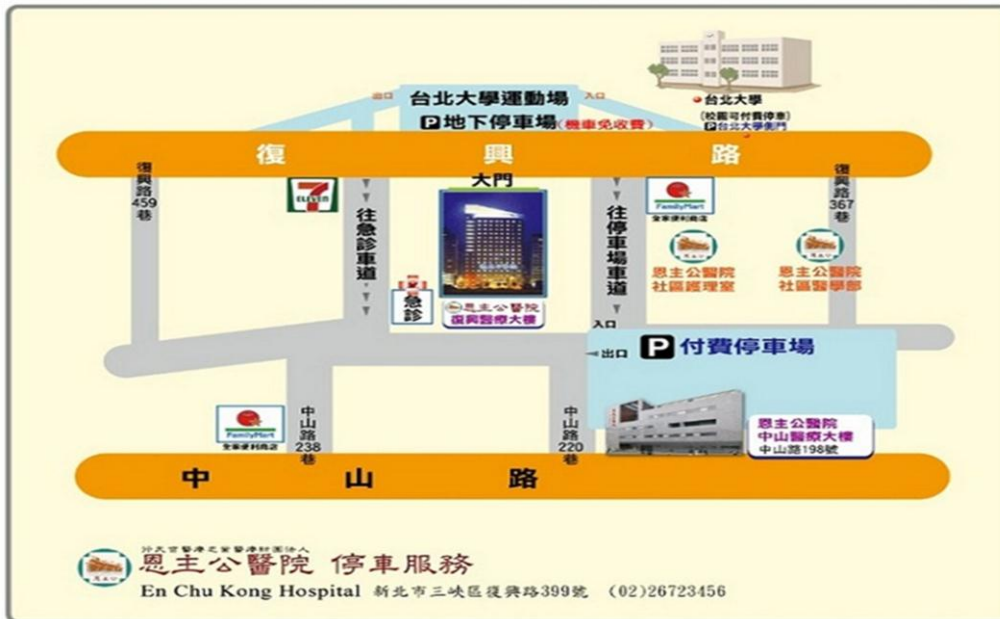 出口
台北大學運動場
入口
P地下停車場(機車免收費)
台北大學
(校園可付費停車)
P台北大學側門
復興路
復興路459巷
7
ELEVEN
往急診車道
大門
往停車場車道
FamilyMart
全家便利商店
復興路367巷
恩主公醫院
社區護理室
恩主公醫院
社區醫學部
急診
恩主公醫院
復興醫療大樓
入口
出口
P付費停車場
FamilyMart
全家便利商店
中山路238巷
中山路220巷
恩主公醫院
中山醫療大樓
中山路198號
中山路
恩主公醫院 停車服務
En Chu Kong Hospital 新北市三峽區復興路399號 (02)26723456